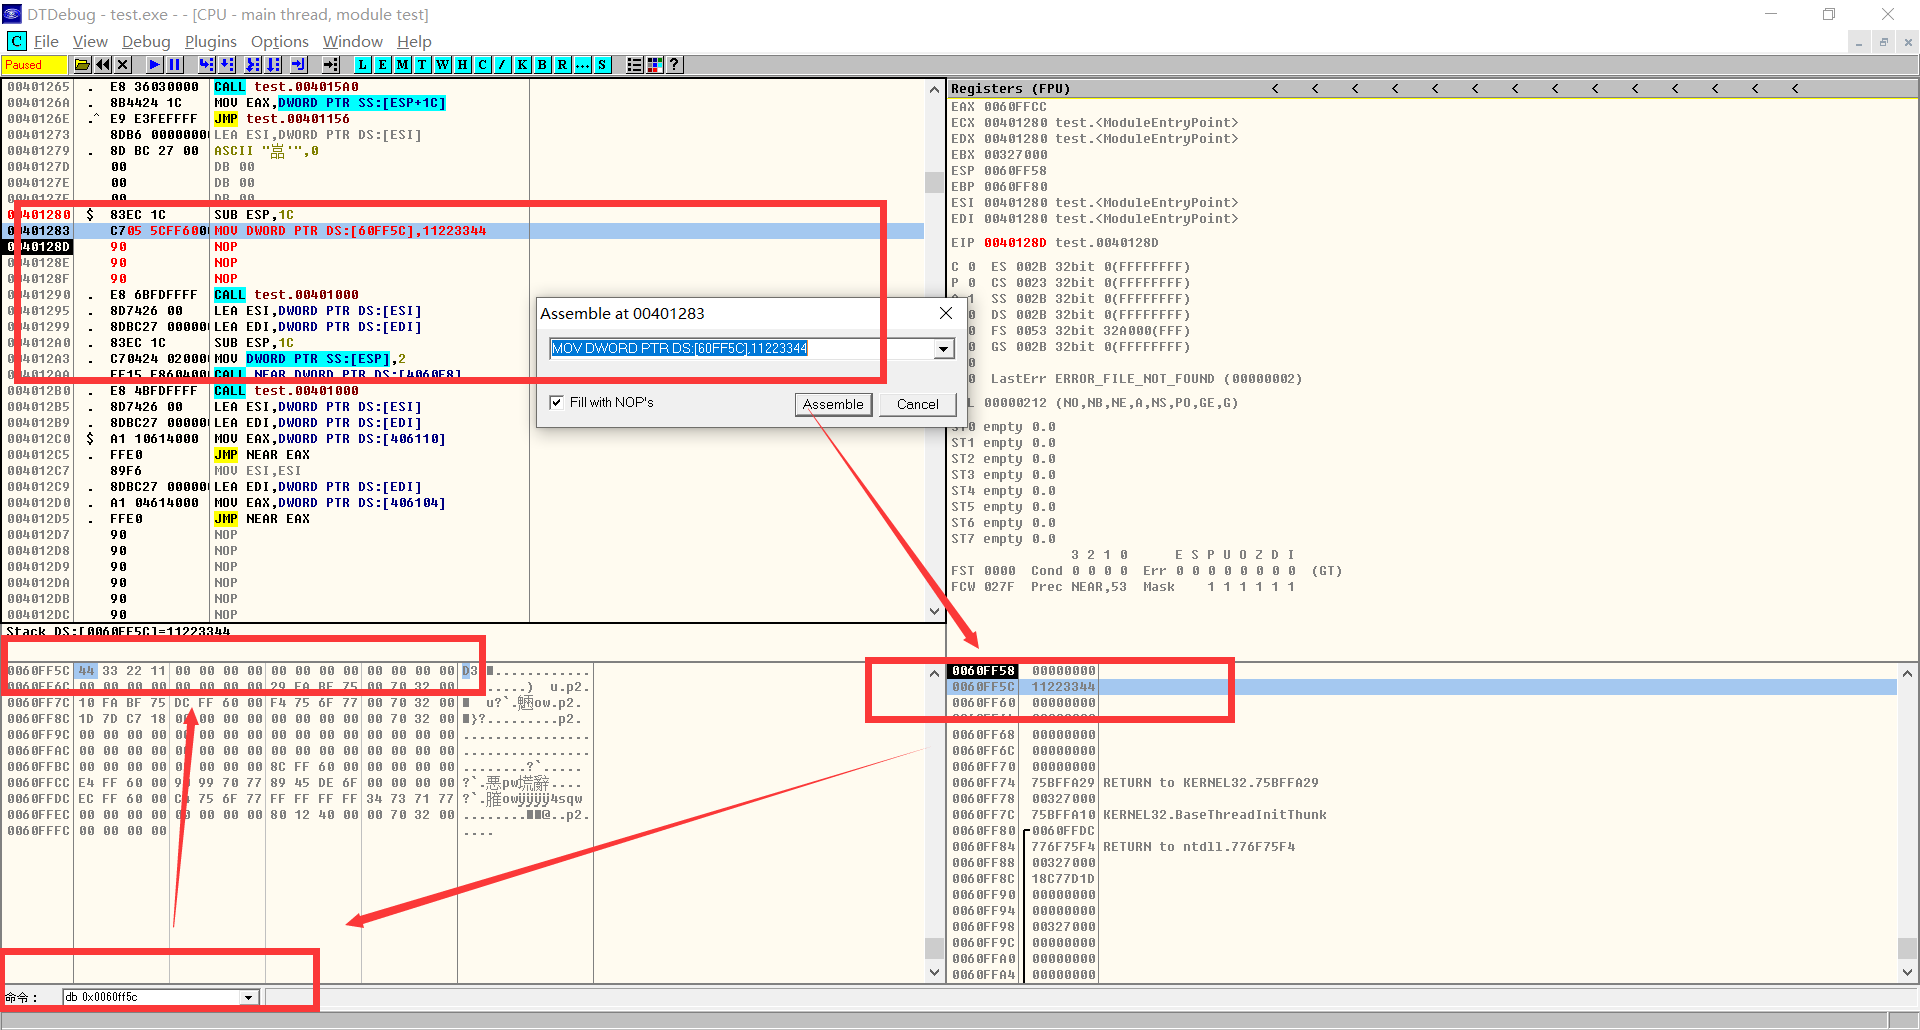 DTDebug - test.exe - - [CPU - main thread, module test]
C File View Debug Plugins Options Window Help
Paused L E M T W H C / K B R ... S ?
00401265 . E8 36030000 CALL test.004015A0
0040126A . 8B4424 1C MOV EAX,DWORD PTR SS:[ESP+1C]
0040126E .^ E9 E3FEFFFF JMP test.00401156
00401273 8DB6 0000000 LEA ESI,DWORD PTR DS:[ESI]
00401279 . 8D BC 27 00 ASCII "崓'",0
0040127D 00 DB 00
0040127E 00 DB 00
0040127F 00 DB 00
00401280 $ 83EC 1C SUB ESP,1C
00401283 C705 5CFF600 MOV DWORD PTR DS:[60FF5C],11223344
0040128D 90 NOP
0040128E 90 NOP
0040128F 90 NOP
00401290 . E8 6BFDFFFF CALL test.00401000
00401295 . 8D7426 00 LEA ESI,DWORD PTR DS:[ESI]
00401299 . 8DBC27 00000 LEA EDI,DWORD PTR DS:[EDI]
004012A0 . 83EC 1C SUB ESP,1C
004012A3 . C70424 02000 MOV DWORD PTR SS:[ESP],2
004012AA . FF15 E860400 CALL NEAR DWORD PTR DS:[4060E8]
004012B0 . E8 4BFDFFFF CALL test.00401000
004012B5 . 8D7426 00 LEA ESI,DWORD PTR DS:[ESI]
004012B9 . 8DBC27 00000 LEA EDI,DWORD PTR DS:[EDI]
004012C0 $ A1 10614000 MOV EAX,DWORD PTR DS:[406110]
004012C5 . FFE0 JMP NEAR EAX
004012C7 89F6 MOV ESI,ESI
004012C9 . 8DBC27 00000 LEA EDI,DWORD PTR DS:[EDI]
004012D0 . A1 04614000 MOV EAX,DWORD PTR DS:[406104]
004012D5 . FFE0 JMP NEAR EAX
004012D7 90 NOP
004012D8 90 NOP
004012D9 90 NOP
004012DA 90 NOP
004012DB 90 NOP
004012DC 90 NOP
Stack DS:[0060FF5C]=11223344
Assemble at 00401283
MOV DWORD PTR DS:[60FF5C],11223344
Fill with NOP's
Assemble Cancel
Registers (FPU) < < < < < < < < < < < < < <
EAX 0060FFCC
ECX 00401280 test.<ModuleEntryPoint>
EDX 00401280 test.<ModuleEntryPoint>
EBX 00327000
ESP 0060FF58
EBP 0060FF80
ESI 00401280 test.<ModuleEntryPoint>
EDI 00401280 test.<ModuleEntryPoint>
EIP 0040128D test.0040128D
C 0 ES 002B 32bit 0(FFFFFFFF)
P 0 CS 0023 32bit 0(FFFFFFFF)
1 SS 002B 32bit 0(FFFFFFFF)
DS 002B 32bit 0(FFFFFFFF)
FS 0053 32bit 32A000(FFF)
GS 002B 32bit 0(FFFFFFFF)
0
0 LastErr ERROR_FILE_NOT_FOUND (00000002)
L 00000212 (NO,NB,NE,A,NS,PO,GE,G)
ST0 empty 0.0
ST1 empty 0.0
ST2 empty 0.0
ST3 empty 0.0
ST4 empty 0.0
ST5 empty 0.0
ST6 empty 0.0
ST7 empty 0.0
3 2 1 0 E S P U O Z D I
FST 0000 Cond 0 0 0 0 Err 0 0 0 0 0 0 0 0 (GT)
FCW 027F Prec NEAR,53 Mask 1 1 1 1 1 1
0060FF5C 44 33 22 11 00 00 00 00 00 00 00 00 00 00 00 00 D3
0060FF6C 00 00 00 00 00 00 00 00 29 FA BF 75 00 70 32 00 ......) u.p2.
0060FF7C 10 FA BF 75 DC FF 60 00 F4 75 6F 77 00 70 32 00 u?`.ow.p2.
0060FF8C 1D 7D C7 18 00 00 00 00 00 00 00 00 00 70 32 00 }?.........p2.
0060FF9C 00 00 00 00 00 00 00 00 00 00 00 00 00 00 00 00 ................
0060FFAC 00 00 00 00 00 00 00 00 00 00 00 00 00 00 00 00 ................
0060FFBC 00 00 00 00 00 00 00 00 8C FF 60 00 00 00 00 00 ........?`.....
0060FFCC E4 FF 60 00 90 99 70 77 89 45 DE 6F 00 00 00 00 ?`.悪pw塃辭....
0060FFDC EC FF 60 00 C4 75 6F 77 FF FF FF FF 34 73 71 77 ?`.膗owÿÿÿÿ4sqw
0060FFEC 00 00 00 00 00 00 00 00 80 12 40 00 00 70 32 00 ........@..p2.
0060FFFC 00 00 00 00 ....
0060FF58 00000000
0060FF5C 11223344
0060FF60 00000000
0060FF68 00000000
0060FF6C 00000000
0060FF70 00000000
0060FF74 75BFFA29 RETURN to KERNEL32.75BFFA29
0060FF78 00327000
0060FF7C 75BFFA10 KERNEL32.BaseThreadInitThunk
0060FF80 0060FFDC
0060FF84 776F75F4 RETURN to ntdll.776F75F4
0060FF88 00327000
0060FF8C 18C77D1D
0060FF90 00000000
0060FF94 00000000
0060FF98 00327000
0060FF9C 00000000
0060FFA0 00000000
0060FFA4 00000000
命令： db 0x0060ff5c